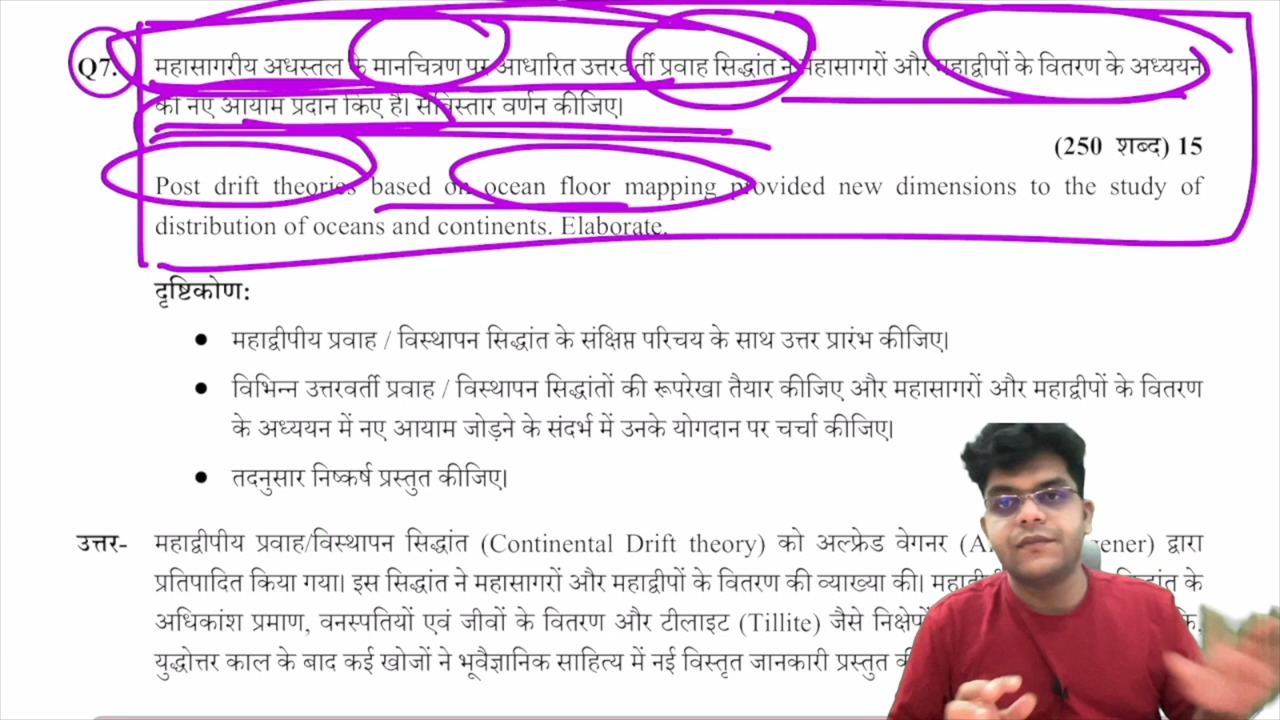 Q7. महासागरीय अधस्तल के मानचित्रण पर आधारित उत्तरवर्ती प्रवाह सिद्धांत ने महासागरों और महाद्वीपों के वितरण के अध्ययन
को नए आयाम प्रदान किए हैं। सविस्तार वर्णन कीजिए।
(250 शब्द) 15
Post drift theories based on ocean floor mapping provided new dimensions to the study of
distribution of oceans and continents. Elaborate.
दृष्टिकोण:
• महाद्वीपीय प्रवाह / विस्थापन सिद्धांत के संक्षिप्त परिचय के साथ उत्तर प्रारंभ कीजिए।
• विभिन्न उत्तरवर्ती प्रवाह / विस्थापन सिद्धांतों की रूपरेखा तैयार कीजिए और महासागरों और महाद्वीपों के वितरण
के अध्ययन में नए आयाम जोड़ने के संदर्भ में उनके योगदान पर चर्चा कीजिए।
• तदनुसार निष्कर्ष प्रस्तुत कीजिए।
उत्तर- महाद्वीपीय प्रवाह/विस्थापन सिद्धांत (Continental Drift theory) को अल्फ्रेड वेगनर द्वारा
प्रतिपादित किया गया। इस सिद्धांत ने महासागरों और महाद्वीपों के वितरण की व्याख्या की। के
अधिकांश प्रमाण, वनस्पतियों एवं जीवों के वितरण और टीलाइट (Tillite) जैसे
युद्धोत्तर काल के बाद कई खोजों ने भूवैज्ञानिक साहित्य में नई विस्तृत जानकारी प्रस्तुत